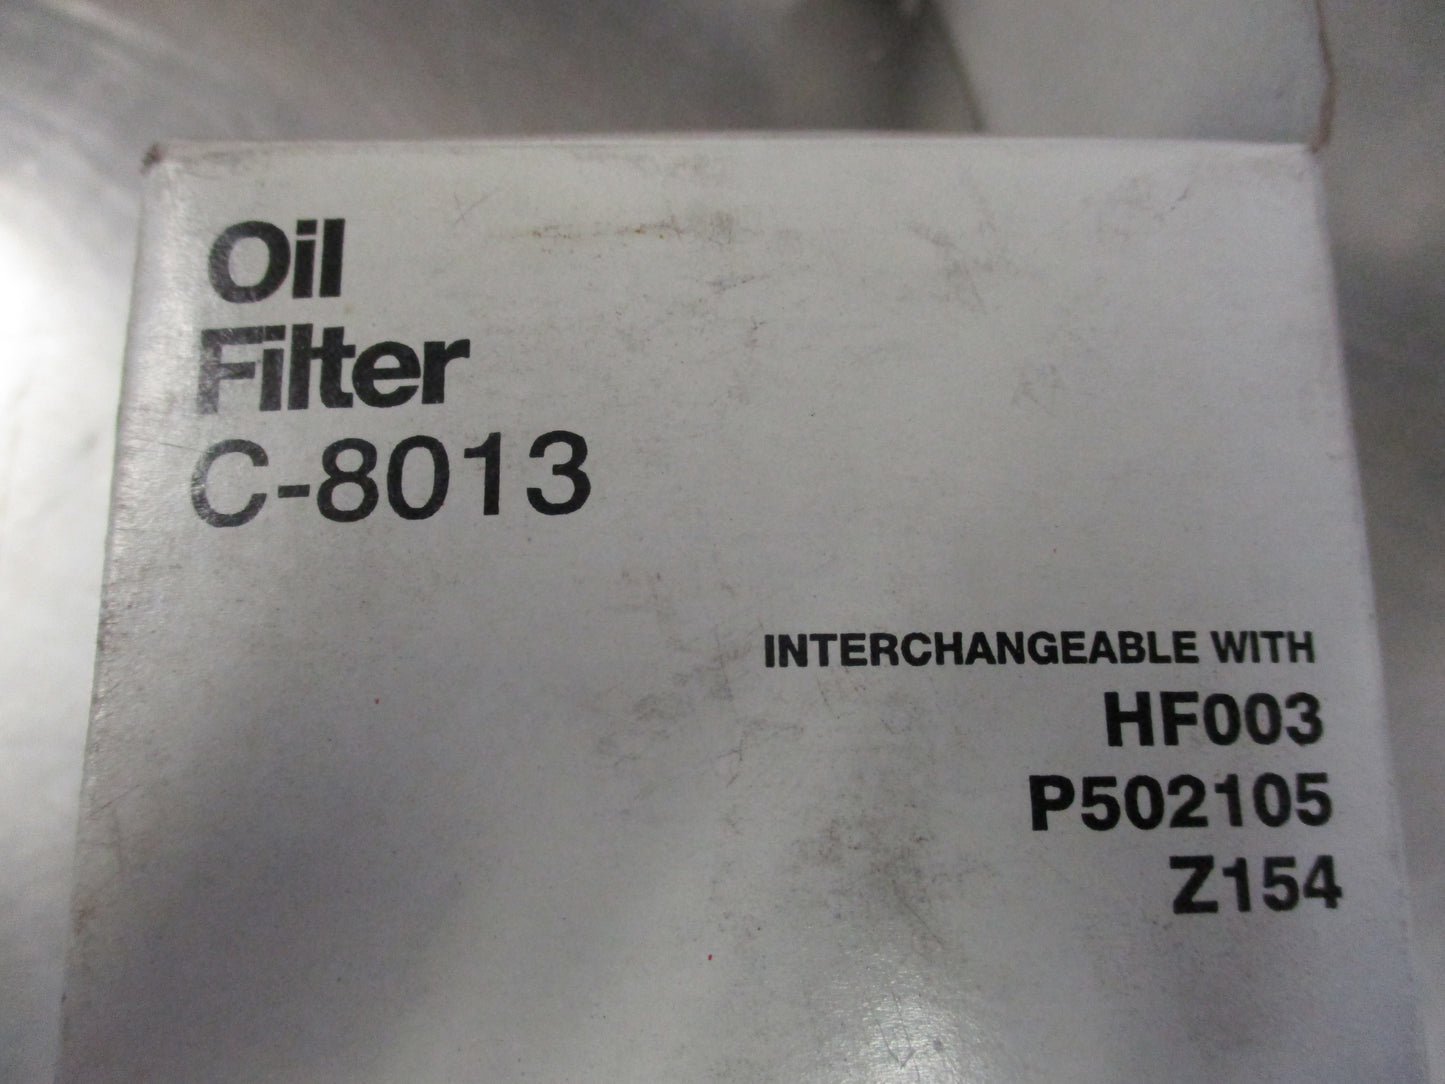 Oil
Filter
C-8013
INTERCHANGEABLE WITH
HF003
P502105
Z154